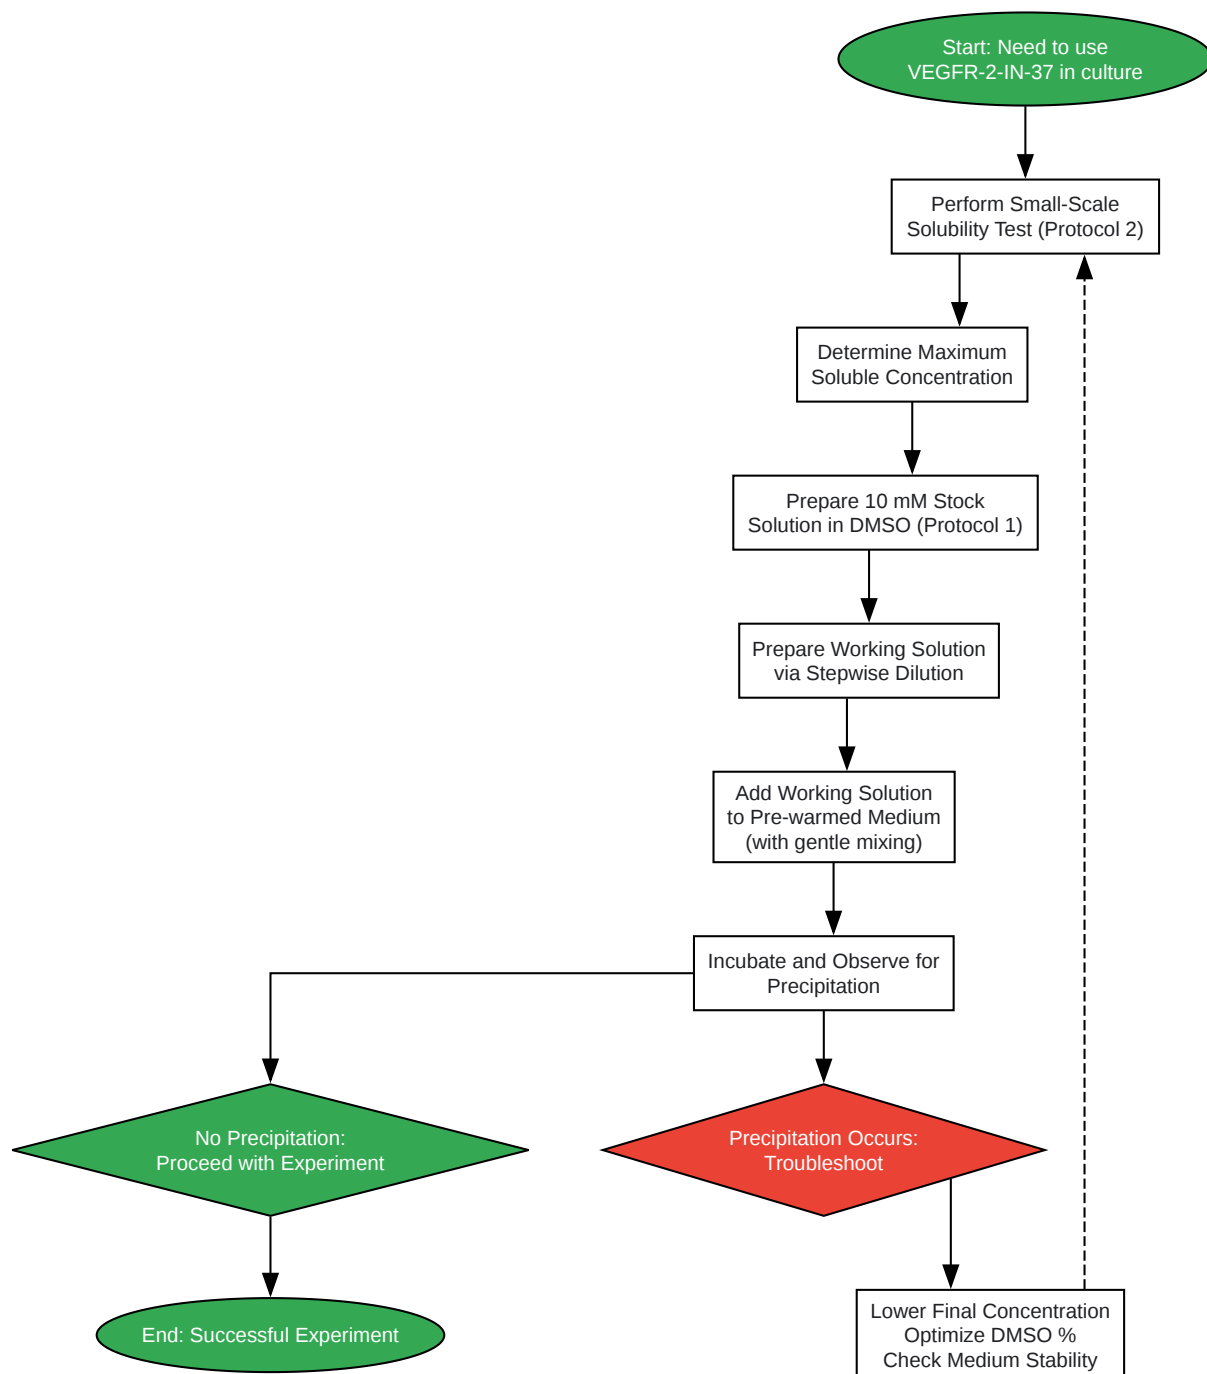 Start: Need to use
VEGFR-2-IN-37 in culture
Perform Small-Scale
Solubility Test (Protocol 2)
Determine Maximum
Soluble Concentration
Prepare 10 mM Stock
Solution in DMSO (Protocol 1)
Prepare Working Solution
via Stepwise Dilution
Add Working Solution
to Pre-warmed Medium
(with gentle mixing)
Incubate and Observe for
Precipitation
No Precipitation:
Proceed with Experiment
Precipitation Occurs:
Troubleshoot
End: Successful Experiment
Lower Final Concentration
Optimize DMSO %
Check Medium Stability